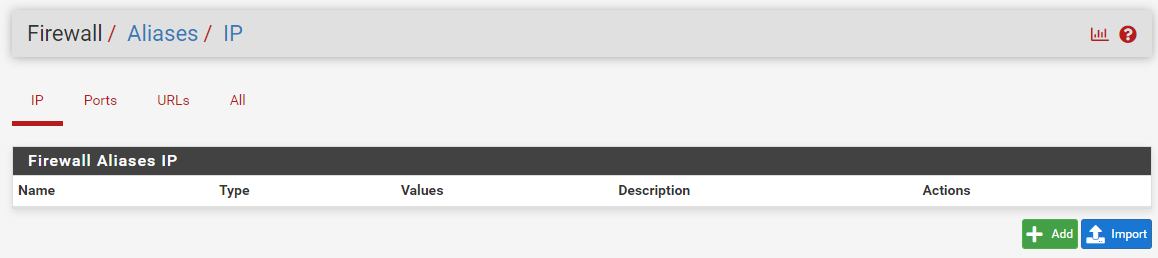 Firewall / Aliases / IP
IP Ports URLs All
Firewall Aliases IP
Name Type Values Description Actions
Add Import